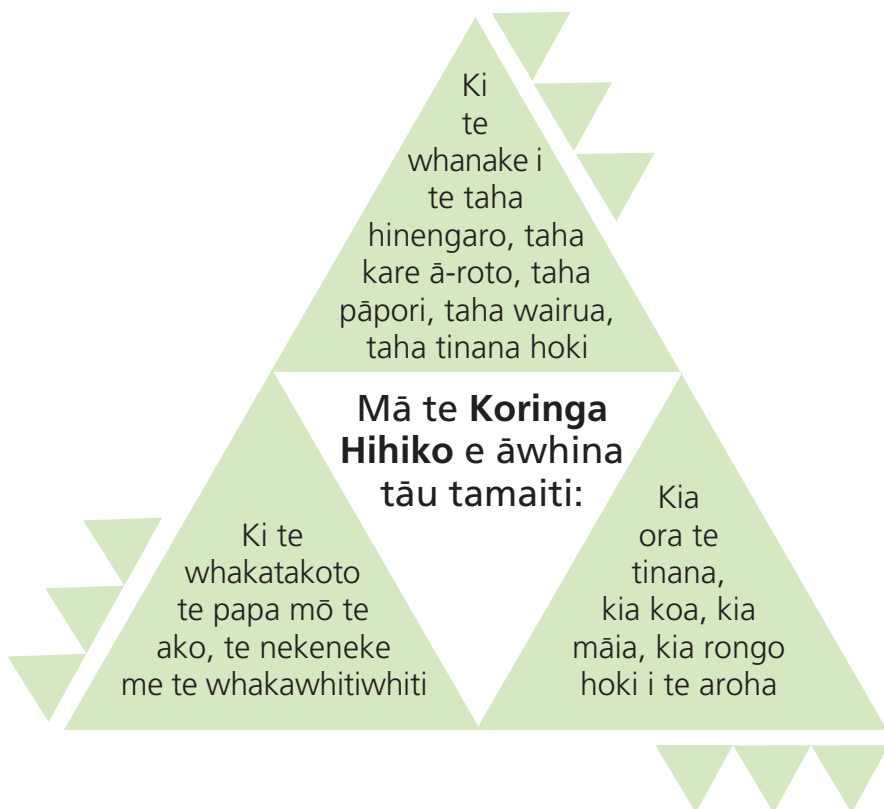 Ki
te
whanake i
te taha
hinengaro, taha
kare ā-roto, taha
pāpori, taha wairua,
taha tinana hoki
Mā te Koringa
Hihiko e āwhina
tāu tamaiti:
Ki te
whakatakoto
te papa mō te
ako, te nekeneke
me te whakawhitiwhiti
Kia
ora te
tinana,
kia koa, kia
māia, kia rongo
hoki i te aroha